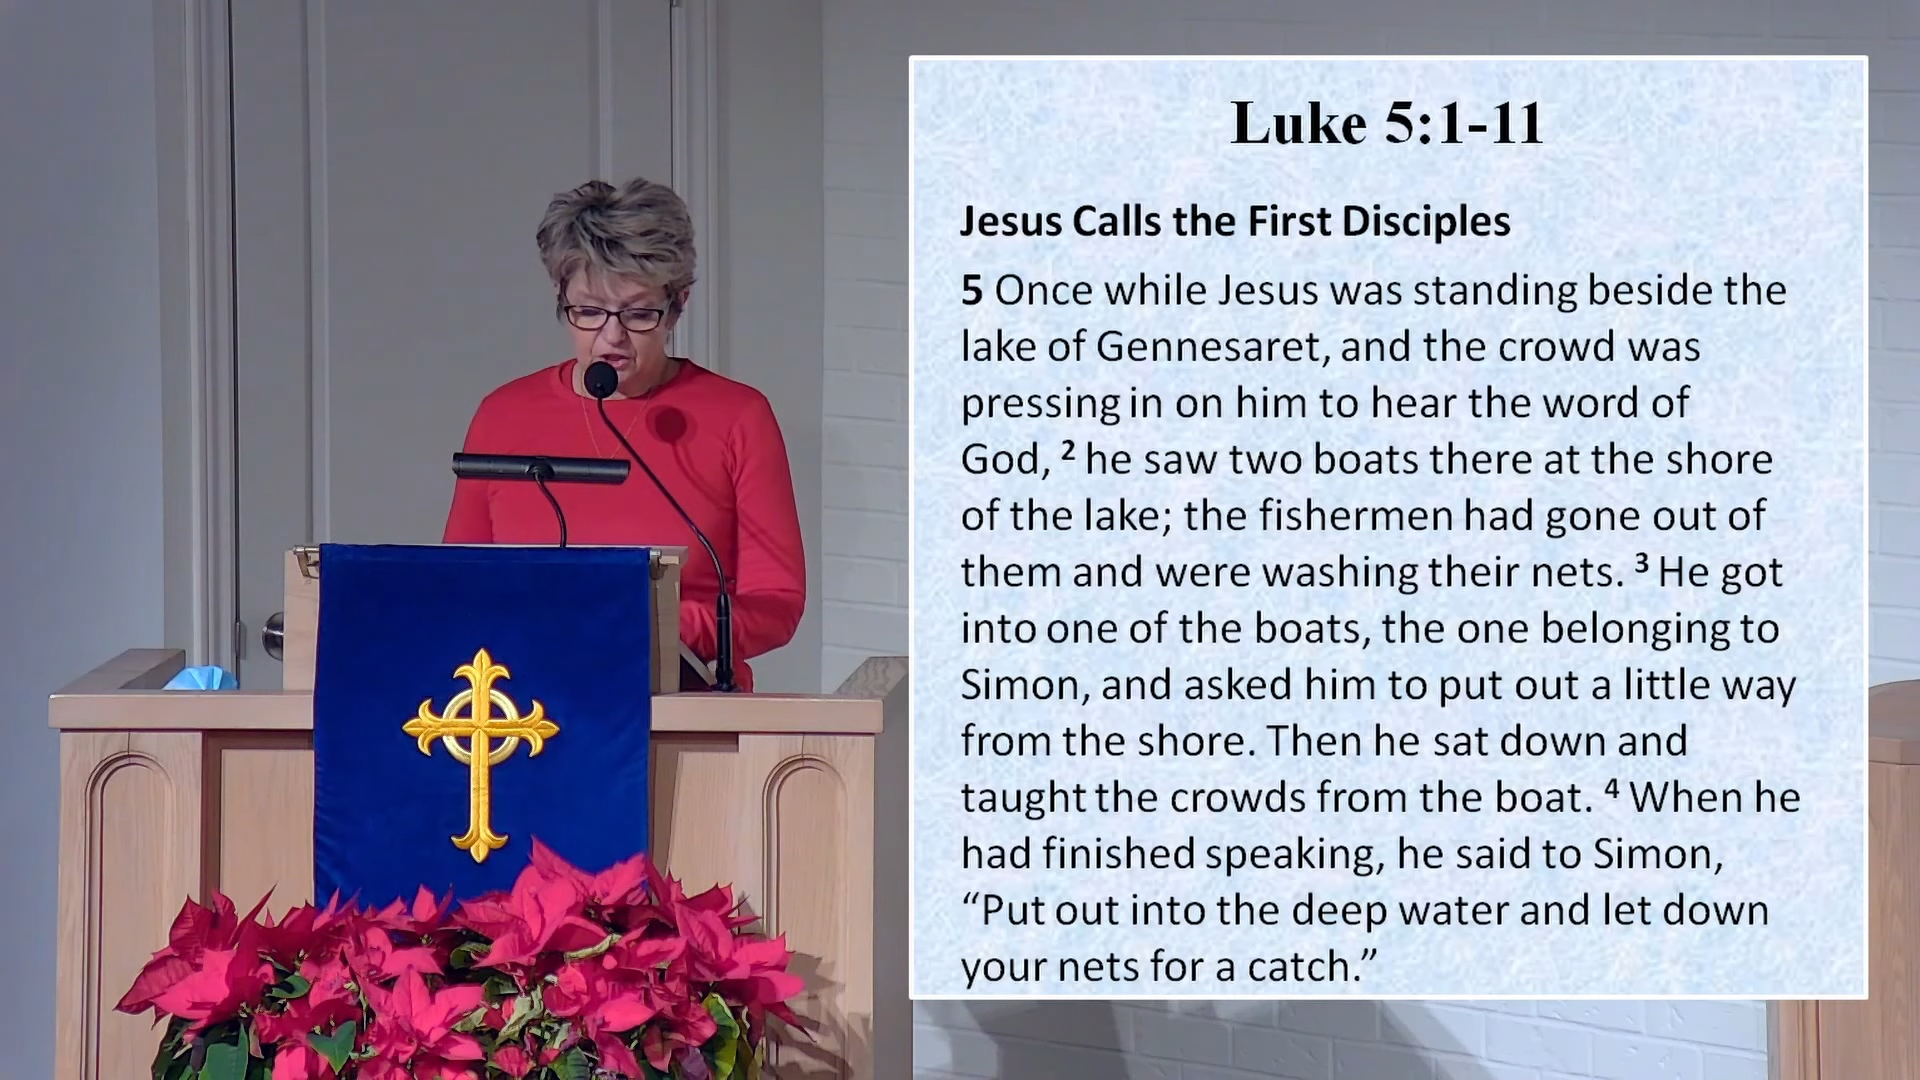 Luke 5:1-11
Jesus Calls the First Disciples
5 Once while Jesus was standing beside the
lake of Gennesaret, and the crowd was
pressing in on him to hear the word of
God, ² he saw two boats there at the shore
of the lake; the fishermen had gone out of
them and were washing their nets. ³ He got
into one of the boats, the one belonging to
Simon, and asked him to put out a little way
from the shore. Then he sat down and
taught the crowds from the boat. ⁴ When he
had finished speaking, he said to Simon,
“Put out into the deep water and let down
your nets for a catch.”